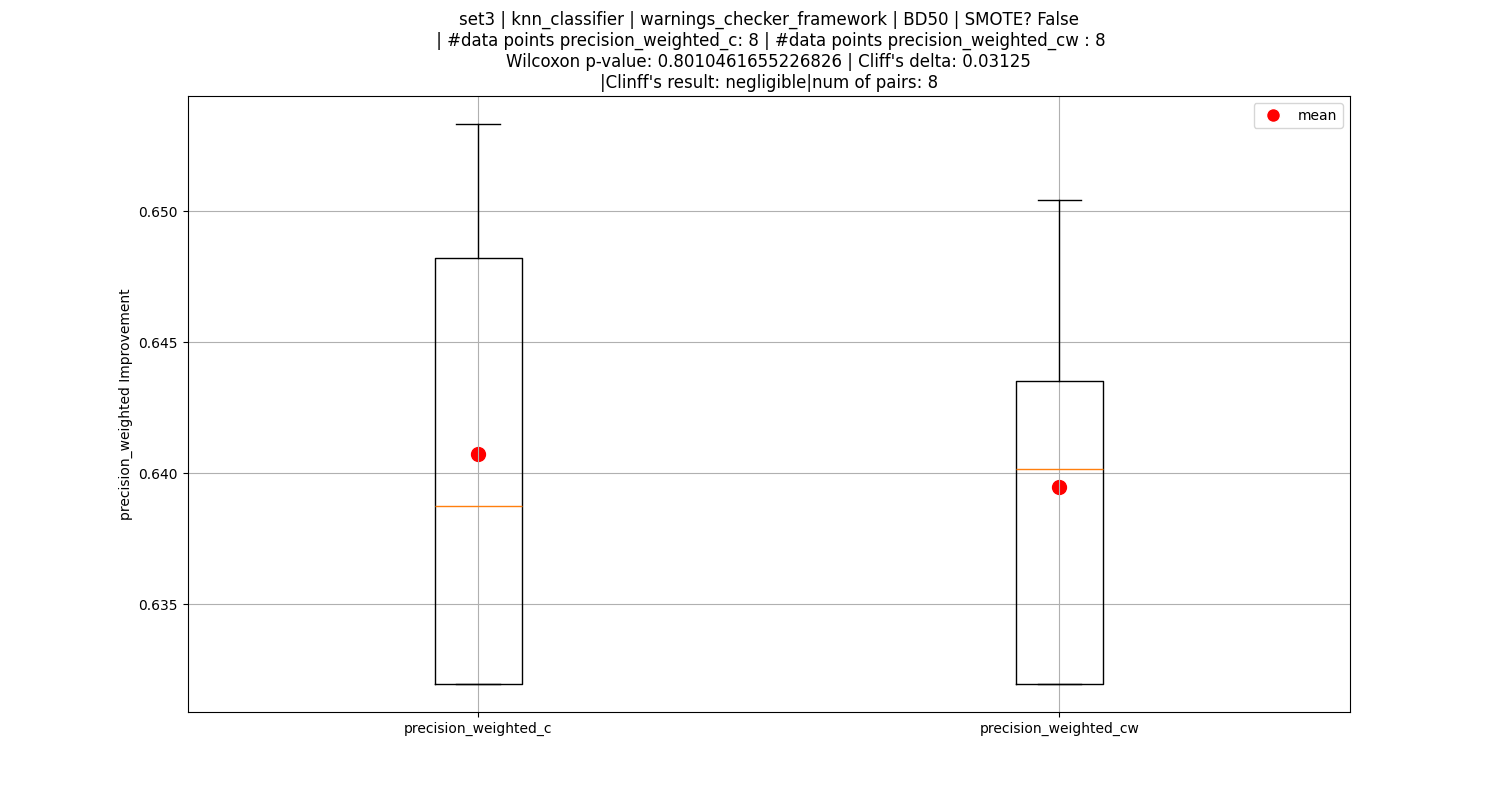 set3 | knn_classifier | warnings_checker_framework | BD50 | SMOTE? False
| #data points precision_weighted_c: 8 | #data points precision_weighted_cw : 8
Wilcoxon p-value: 0.8010461655226826 | Cliff's delta: 0.03125
|Clinff's result: negligible|num of pairs: 8
mean
0.650
0.645
0.640
0.635
precision_weighted Improvement
precision_weighted_c
precision_weighted_cw